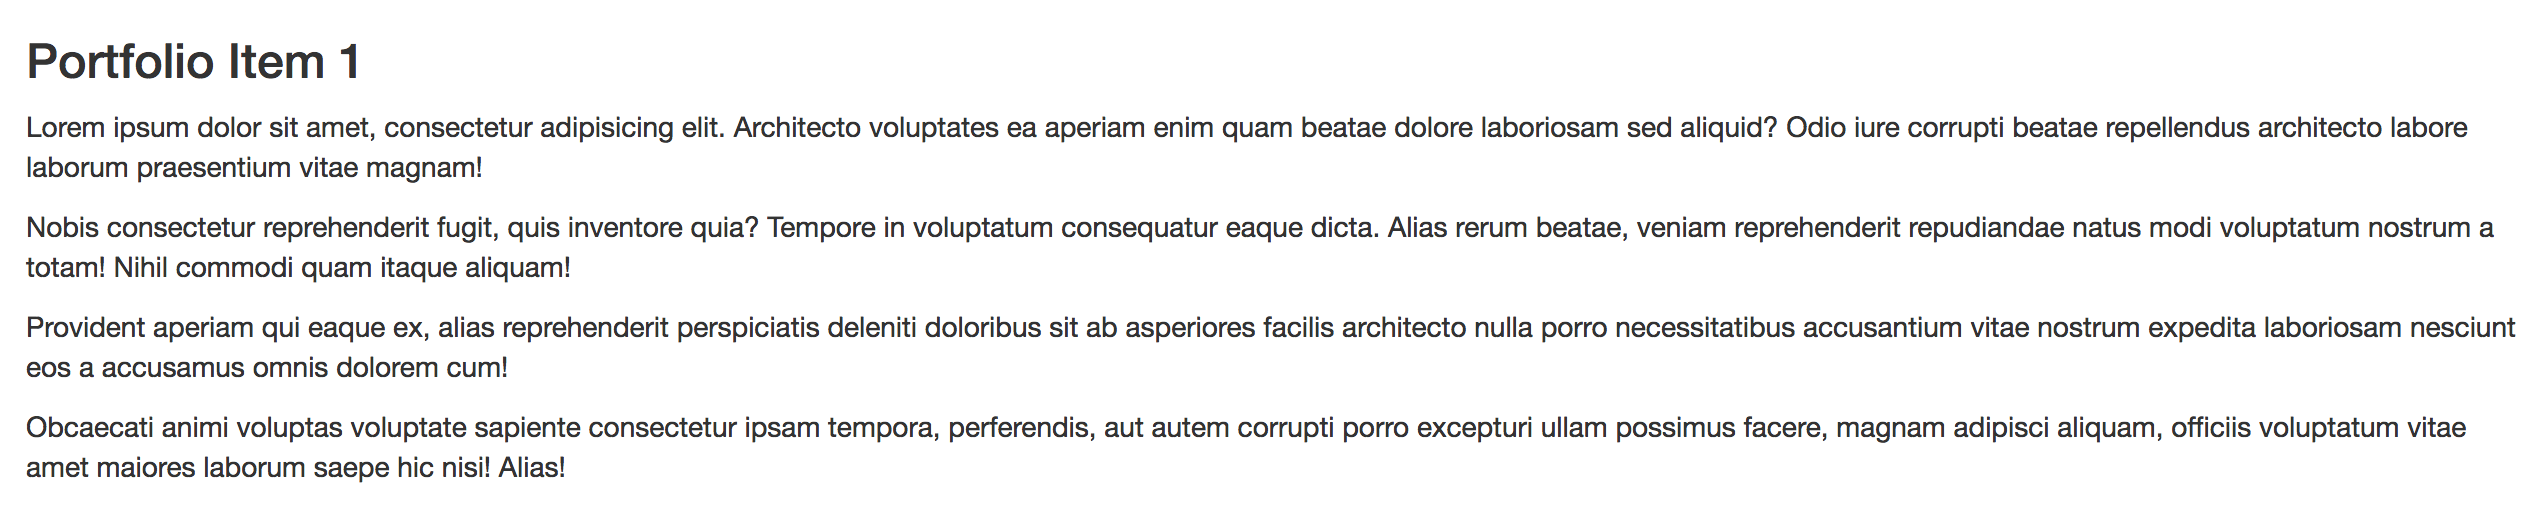 Portfolio Item 1
Lorem ipsum dolor sit amet, consectetur adipisicing elit. Architecto voluptates ea aperiam enim quam beatae dolore laboriosam sed aliquid? Odio iure corrupti beatae repellendus architecto labore
laborum praesentium vitae magnam!
Nobis consectetur reprehenderit fugit, quis inventore quia? Tempore in voluptatum consequatur eaque dicta. Alias rerum beatae, veniam reprehenderit repudiandae natus modi voluptatum nostrum a
totam! Nihil commodi quam itaque aliquam!
Provident aperiam qui eaque ex, alias reprehenderit perspiciatis deleniti doloribus sit ab asperiores facilis architecto nulla porro necessitatibus accusantium vitae nostrum expedita laboriosam nesciunt
eos a accusamus omnis dolorem cum!
Obcaecati animi voluptas voluptate sapiente consectetur ipsam tempora, perferendis, aut autem corrupti porro excepturi ullam possimus facere, magnam adipisci aliquam, officiis voluptatum vitae
amet maiores laborum saepe hic nisi! Alias!